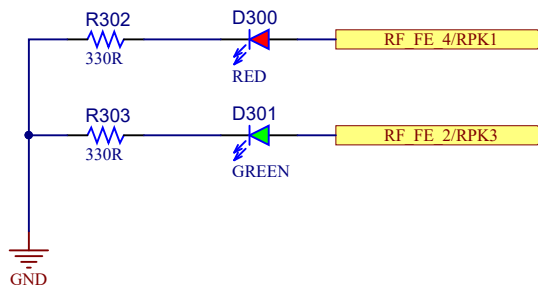 R302
330R
D300
RED
RF_FE_4/RPK1
R303
330R
D301
GREEN
RF_FE_2/RPK3
GND